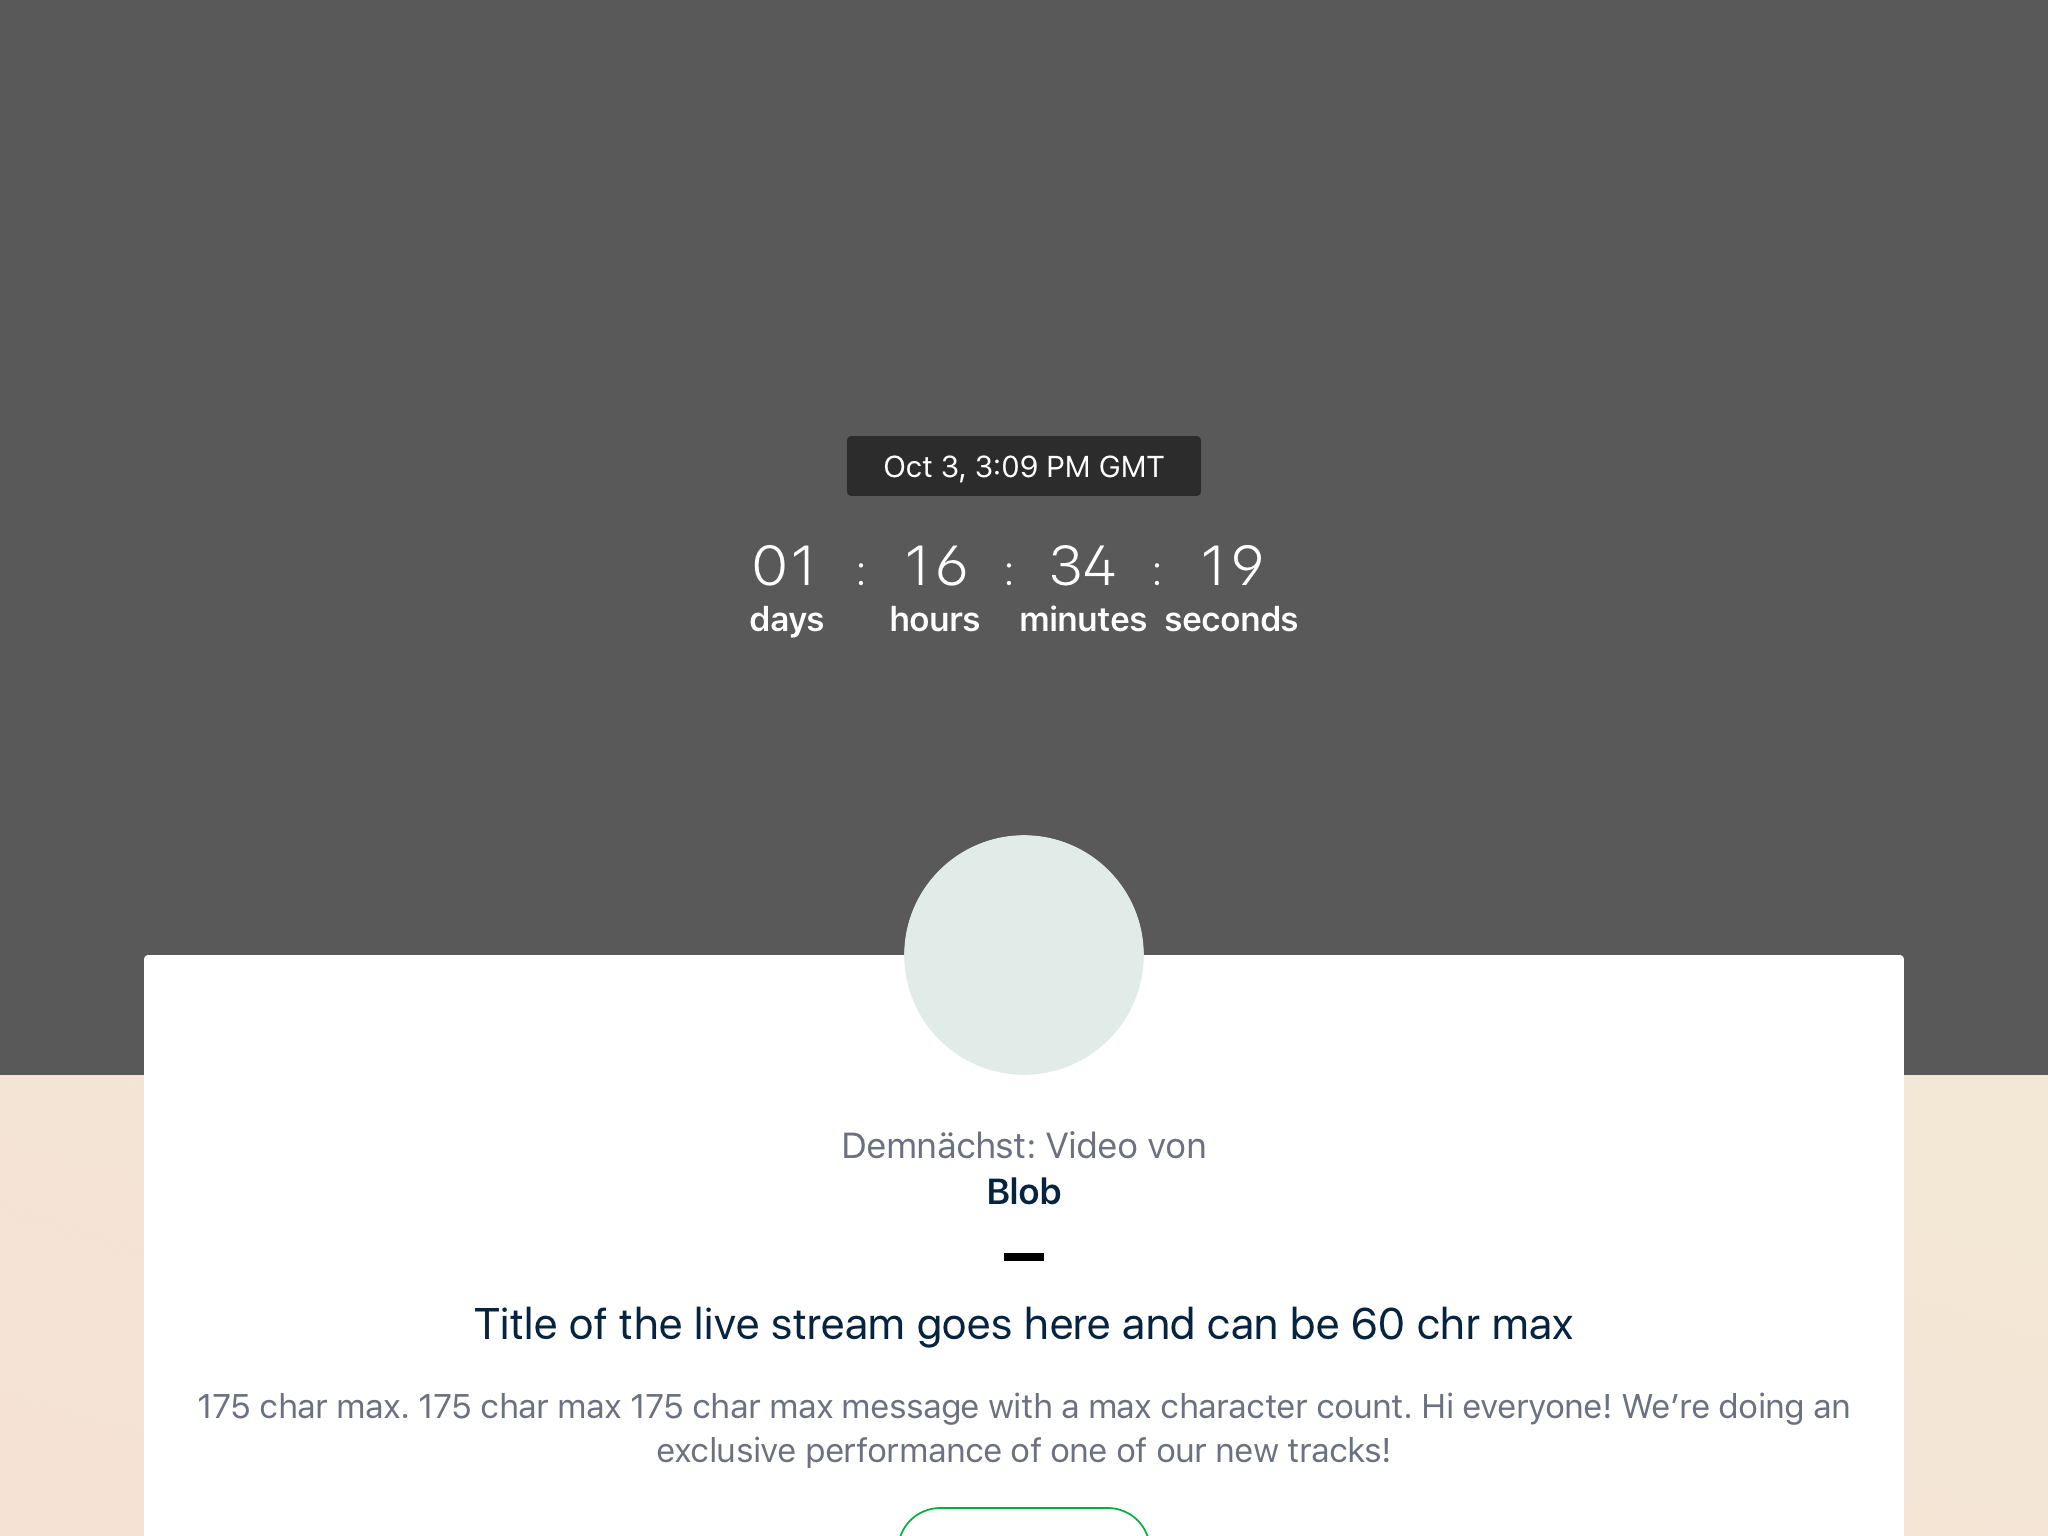 Oct 3, 3:09 PM GMT
01 : 16 : 34 : 19
days hours minutes seconds
Demnächst: Video von
Blob
Title of the live stream goes here and can be 60 chr max
175 char max. 175 char max 175 char max message with a max character count. Hi everyone! We’re doing an
exclusive performance of one of our new tracks!